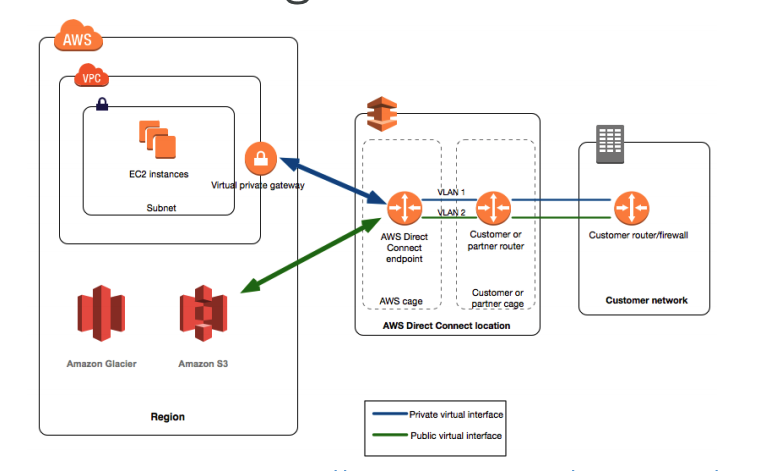 AWS
VPC
EC2 instances
Virtual private gateway
Subnet
Amazon Glacier
Amazon S3
Region
VLAN 1
VLAN 2
AWS Direct
Connect
endpoint
AWS cage
Customer or
partner router
Customer or
partner cage
AWS Direct Connect location
Customer router/firewall
Customer network
Private virtual interface
Public virtual interface